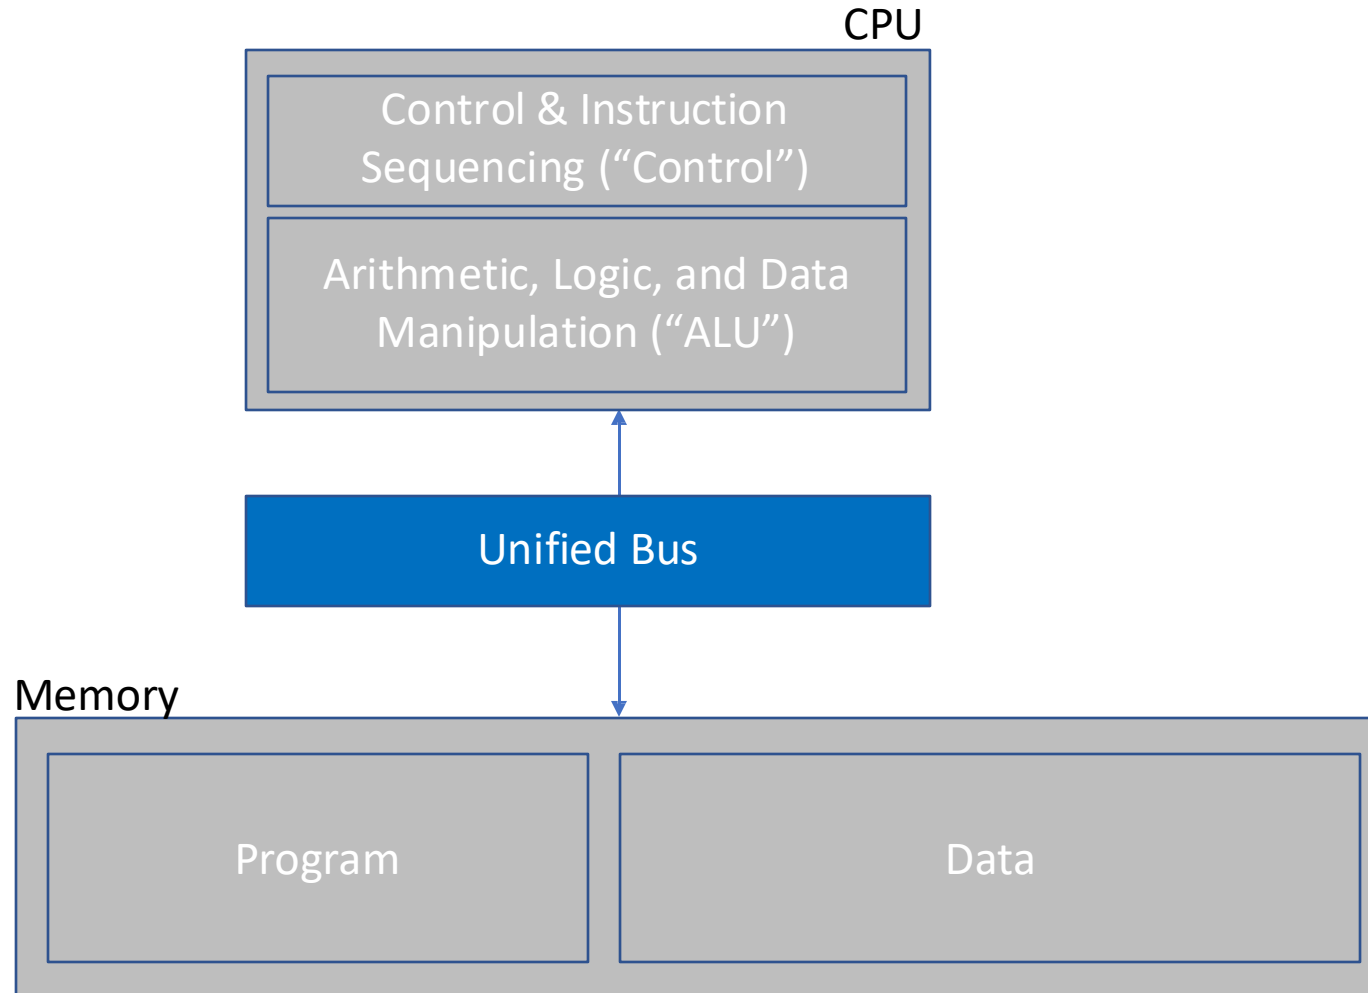 CPU
Control & Instruction
Sequencing (“Control”)
Arithmetic, Logic, and Data
Manipulation (“ALU”)
Unified Bus
Memory
Program
Data